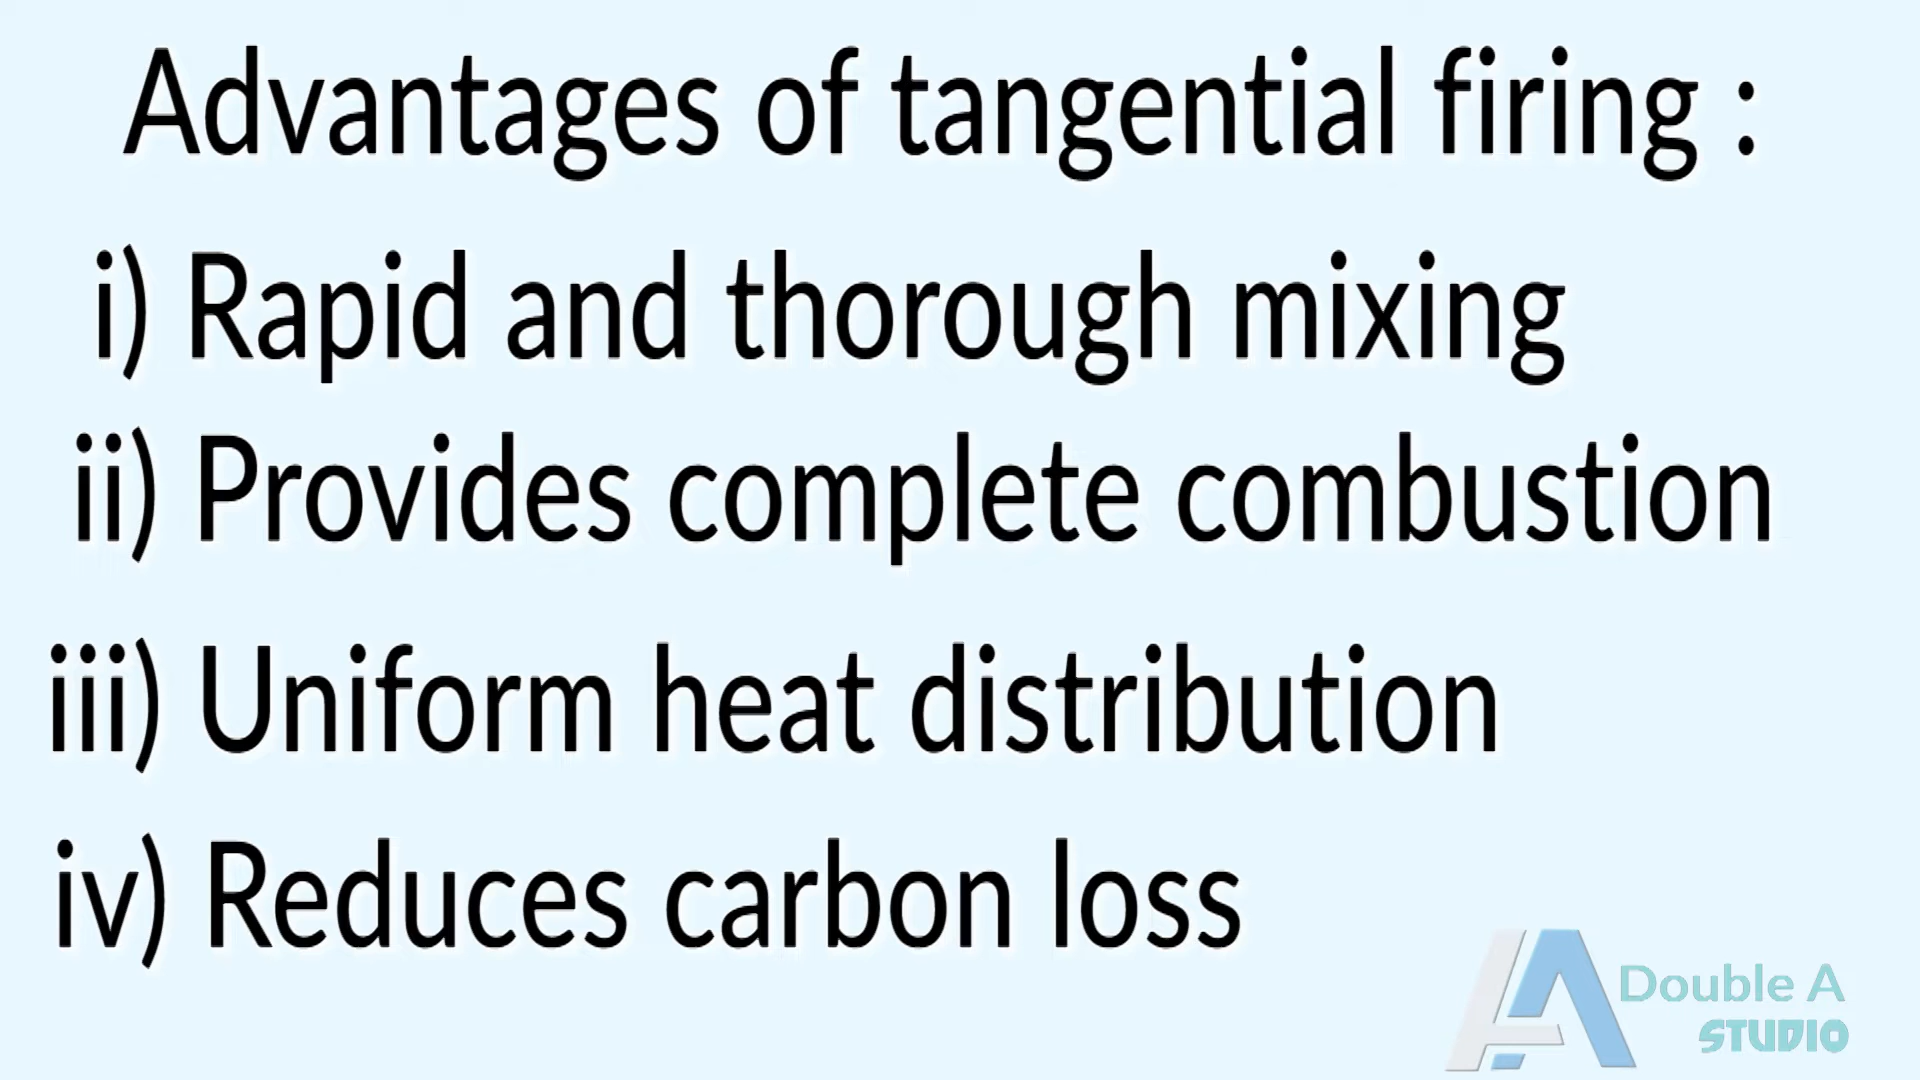 Advantages of tangential firing :
i) Rapid and thorough mixing
ii) Provides complete combustion
iii) Uniform heat distribution
iv) Reduces carbon loss
Double A
STUDIO